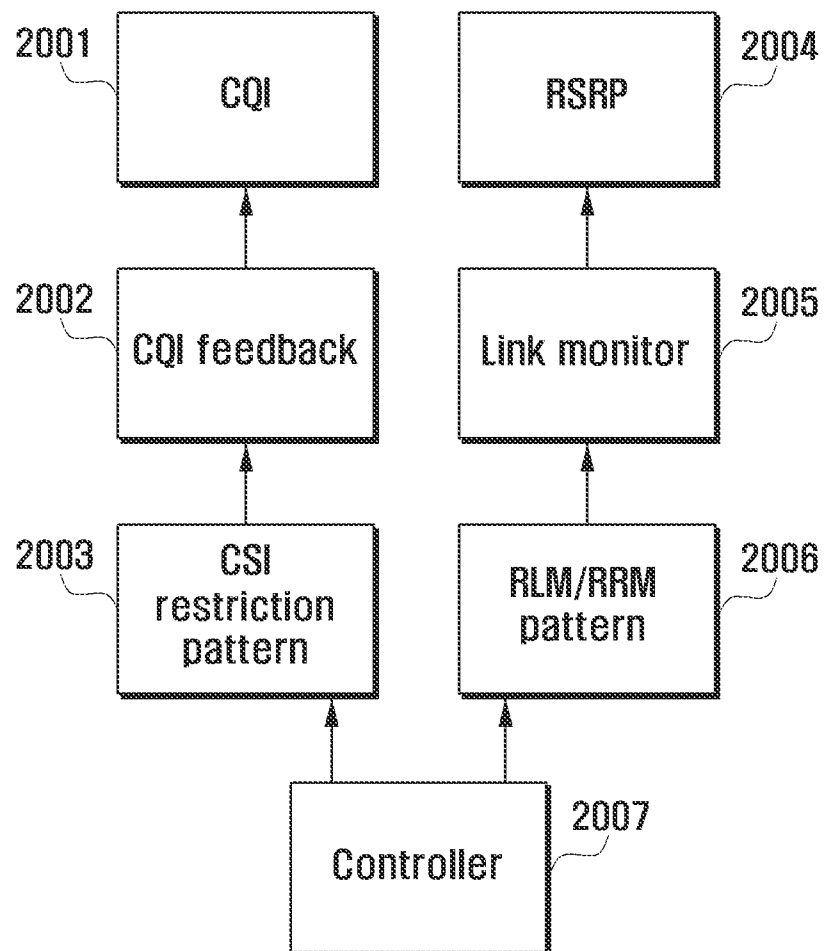 2001
CQI
RSRP
2004
2002
CQI feedback
Link monitor
2005
2003
CSI
restriction
pattern
RLM/RRM
pattern
2006
Controller
2007